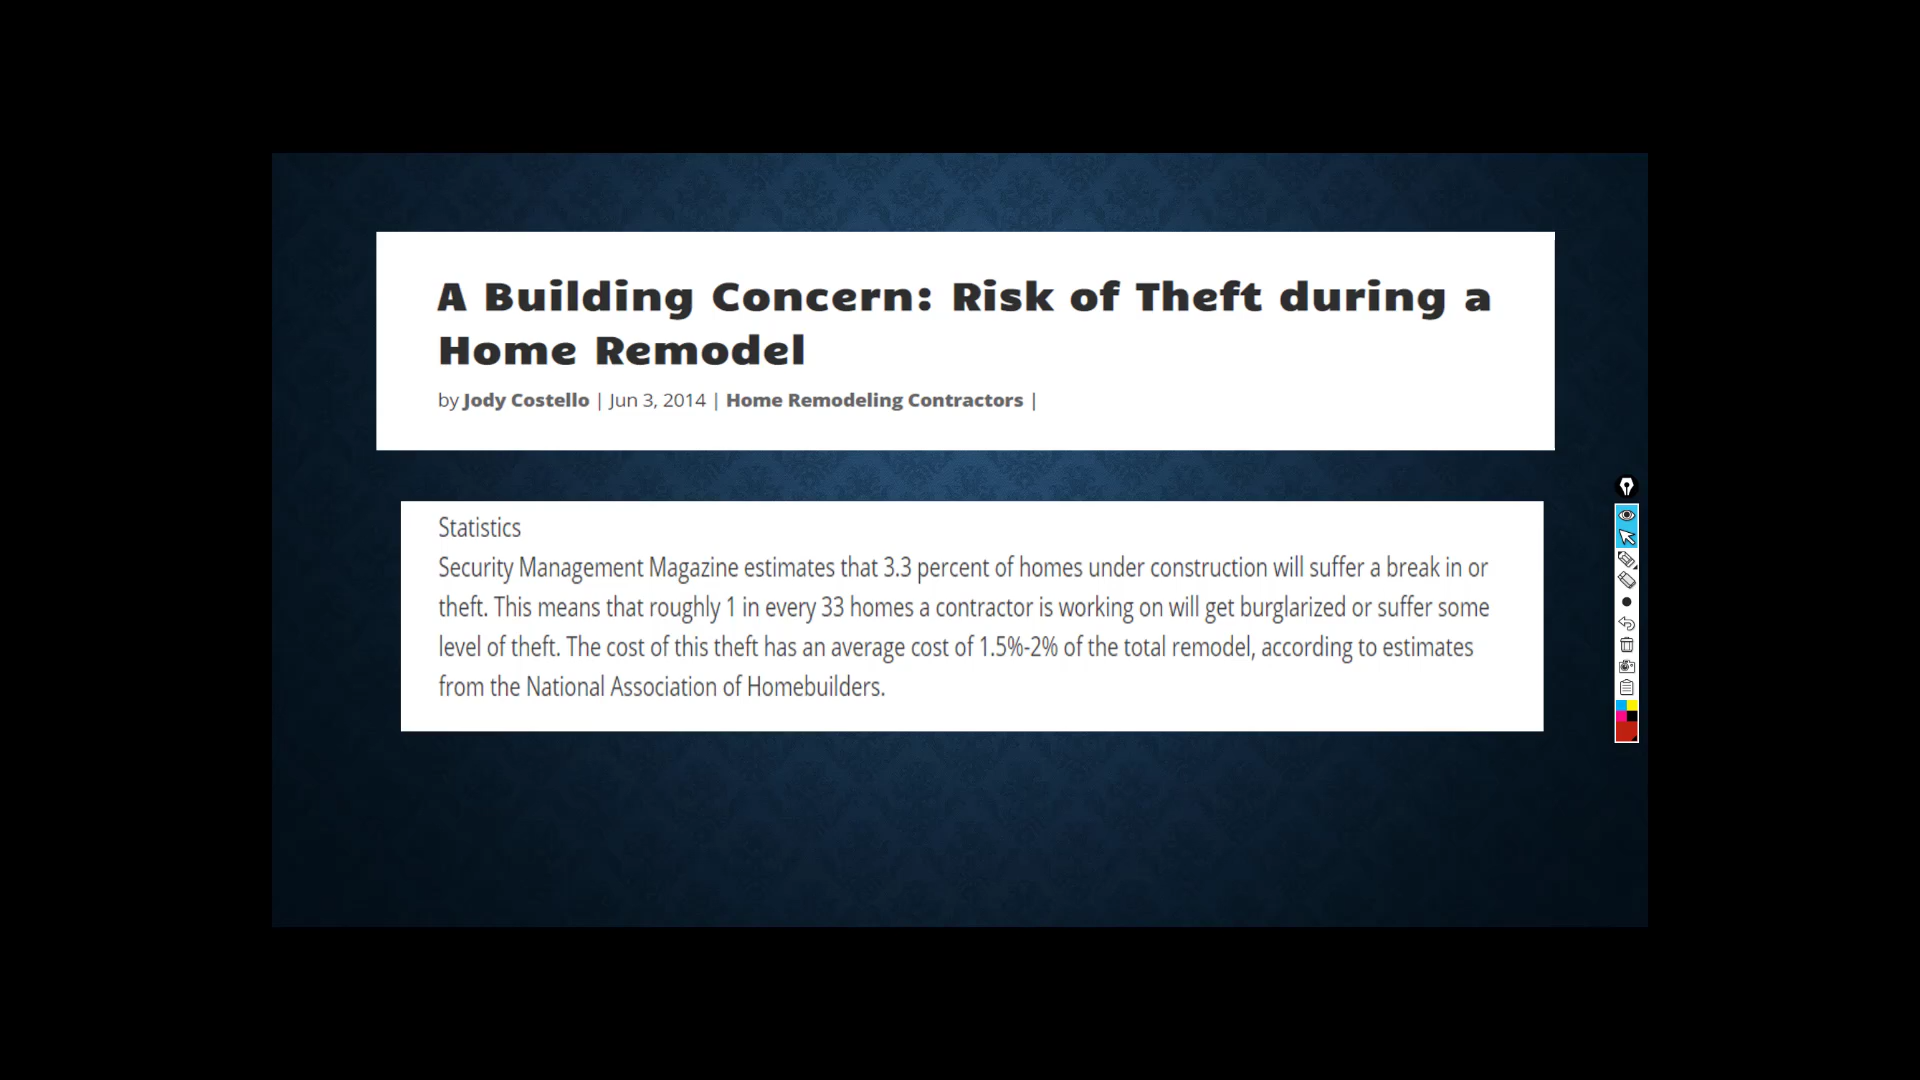 A Building Concern: Risk of Theft during a
Home Remodel
by Jody Costello | Jun 3, 2014 | Home Remodeling Contractors |
Statistics
Security Management Magazine estimates that 3.3 percent of homes under construction will suffer a break in or
theft. This means that roughly 1 in every 33 homes a contractor is working on will get burglarized or suffer some
level of theft. The cost of this theft has an average cost of 1.5%-2% of the total remodel, according to estimates
from the National Association of Homebuilders.